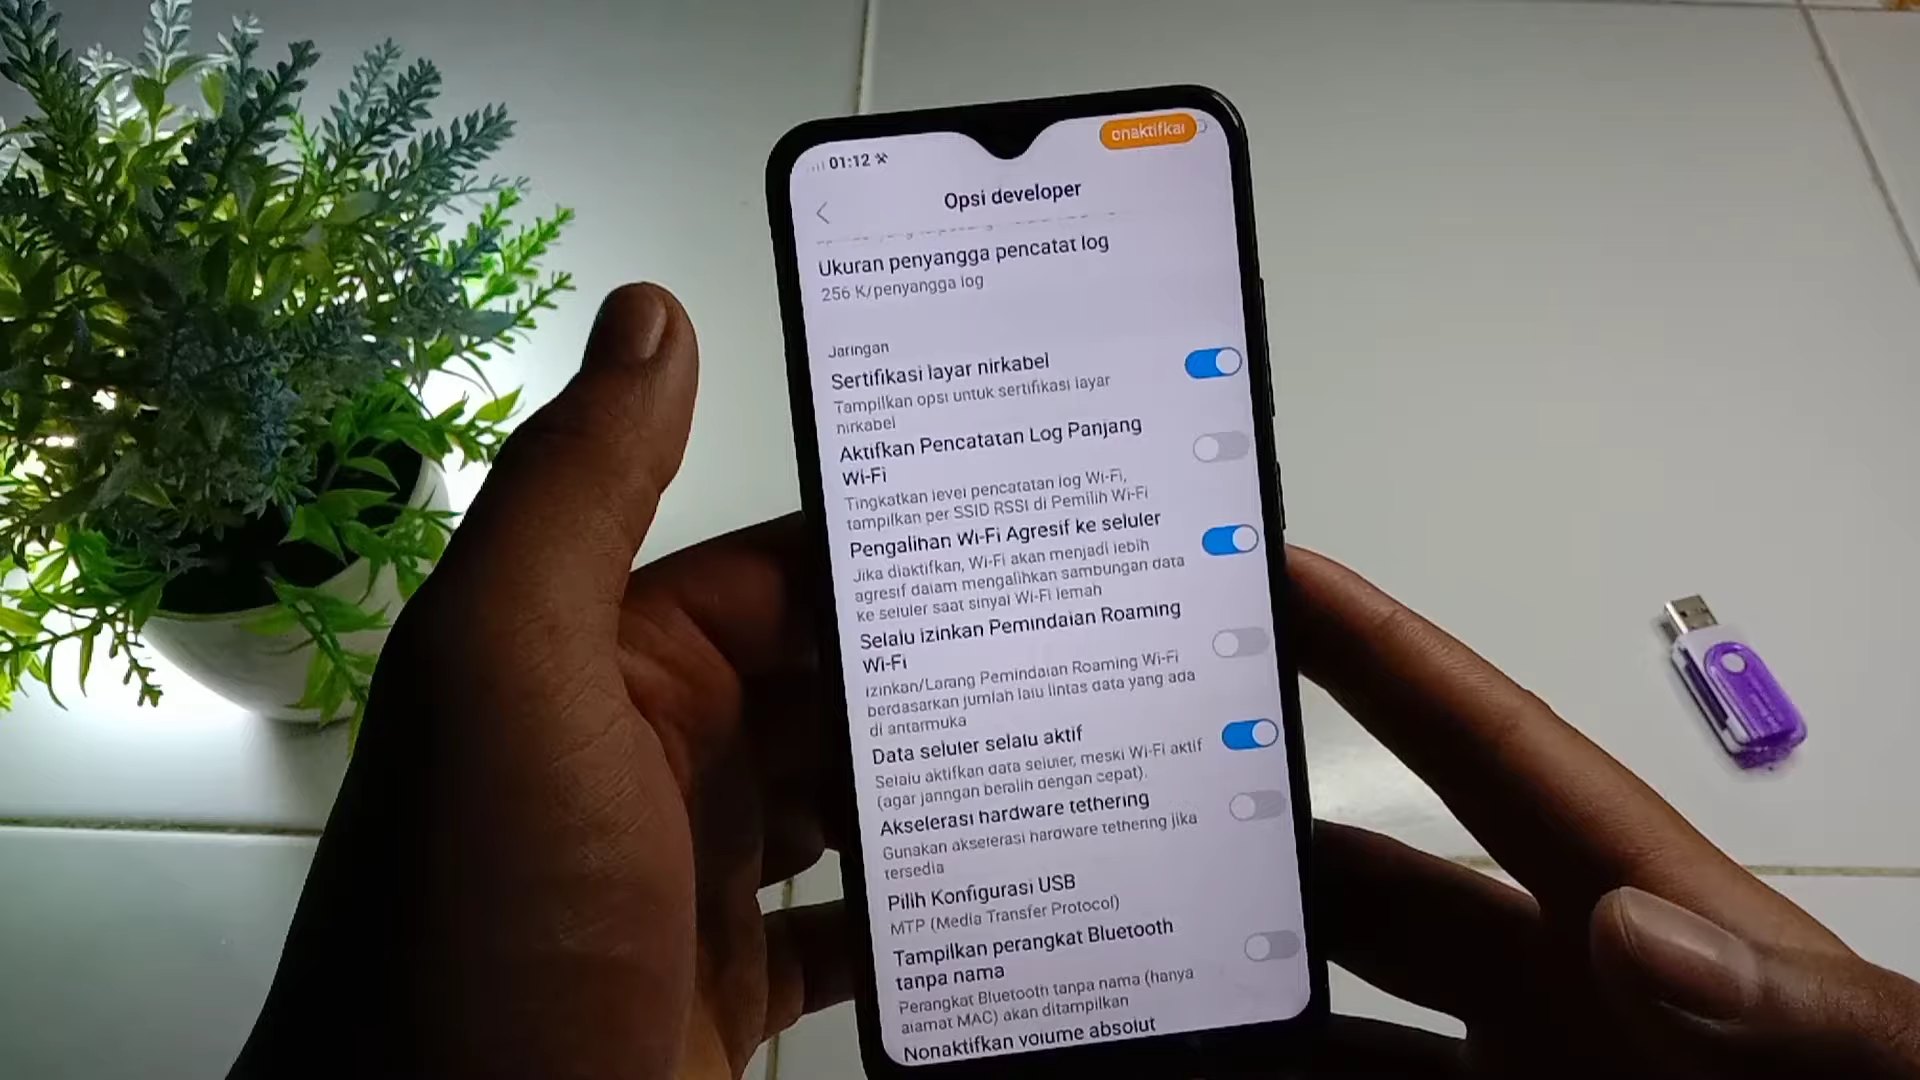 01:12
onaktifkai
Opsi developer
Ukuran penyangga pencatat log
256 K/penyangga log
Jaringan
Sertifikasi layar nirkabel
Tampilkan opsi untuk sertifikasi layar
nirkabel
Aktifkan Pencatatan Log Panjang
Wi-Fi
Tingkatkan level pencatatan log Wi-Fi,
tampilkan per SSID RSSI di Pemilih Wi-Fi
Pengalihan Wi-Fi Agresif ke seluler
Jika diaktifkan, Wi-Fi akan menjadi lebih
agresif dalam mengalihkan sambungan data
ke seluler saat sinyal Wi-Fi lemah
Selalu izinkan Pemindaian Roaming
Wi-Fi
Izinkan/Larang Pemindaian Roaming Wi-Fi
berdasarkan jumlah lalu lintas data yang ada
di antarmuka
Data seluler selalu aktif
Selalu aktifkan data seluler, meski Wi-Fi aktif
(agar jaringan beralih dengan cepat).
Akselerasi hardware tethering
Gunakan akselerasi hardware tethering jika
tersedia
Pilih Konfigurasi USB
MTP (Media Transfer Protocol)
Tampilkan perangkat Bluetooth
tanpa nama
Perangkat Bluetooth tanpa nama (hanya
alamat MAC) akan ditampilkan
Nonaktifkan volume absolut